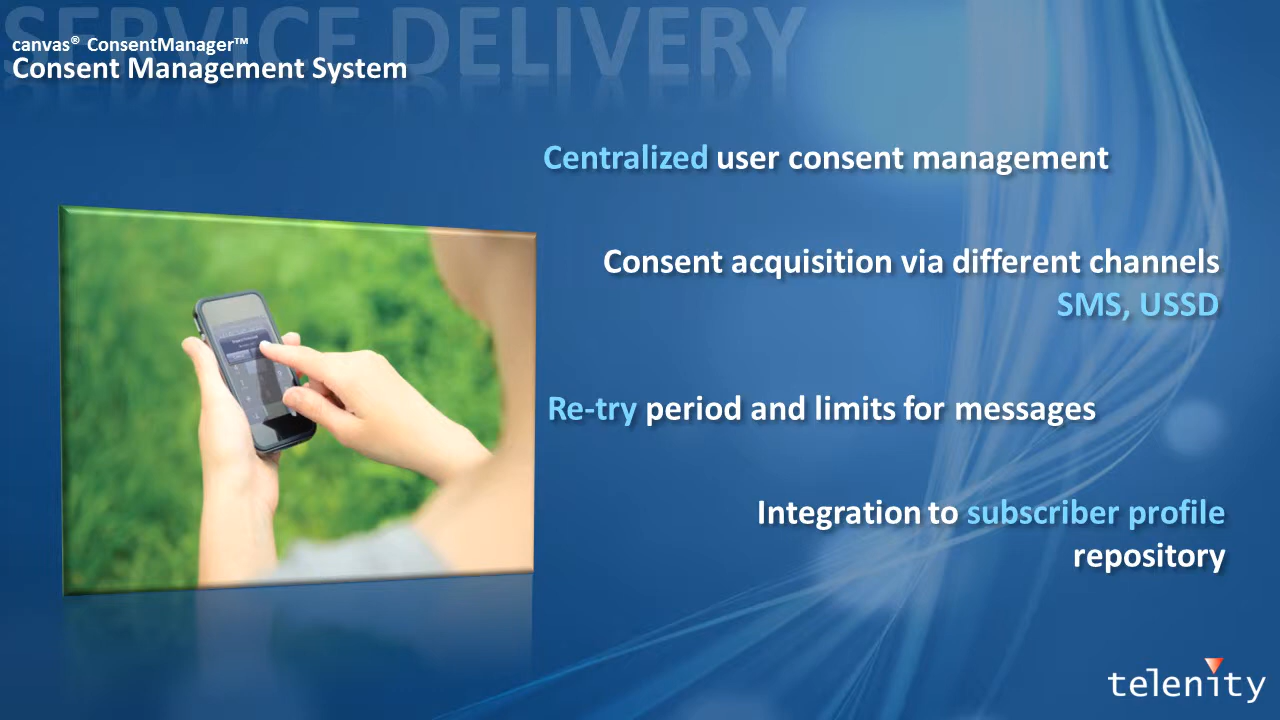 SERVICE DELIVERY
canvas® ConsentManager™
Consent Management System
Centralized user consent management
Consent acquisition via different channels
SMS, USSD
Re-try period and limits for messages
Integration to subscriber profile
repository
telenity